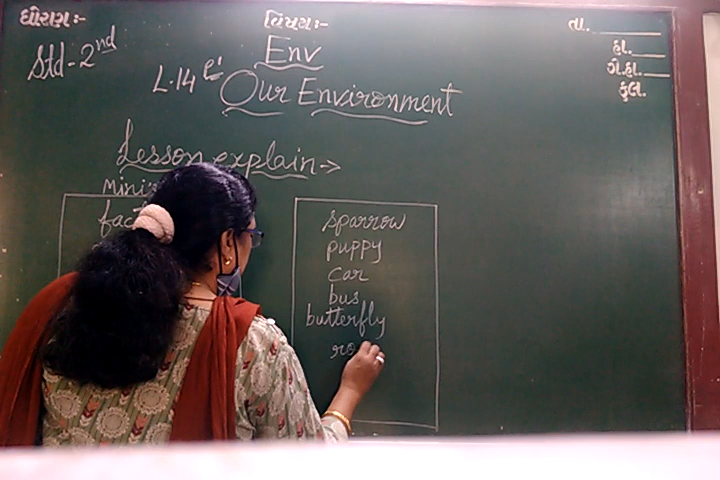 ધોરણ :-
વિષય:-
તા.
હા.
ગે.હા.
કુલ.
Std - 2nd
Env
L.14
Our Environment
Lesson explain →
sparrow
puppy
car
bus
butterfly